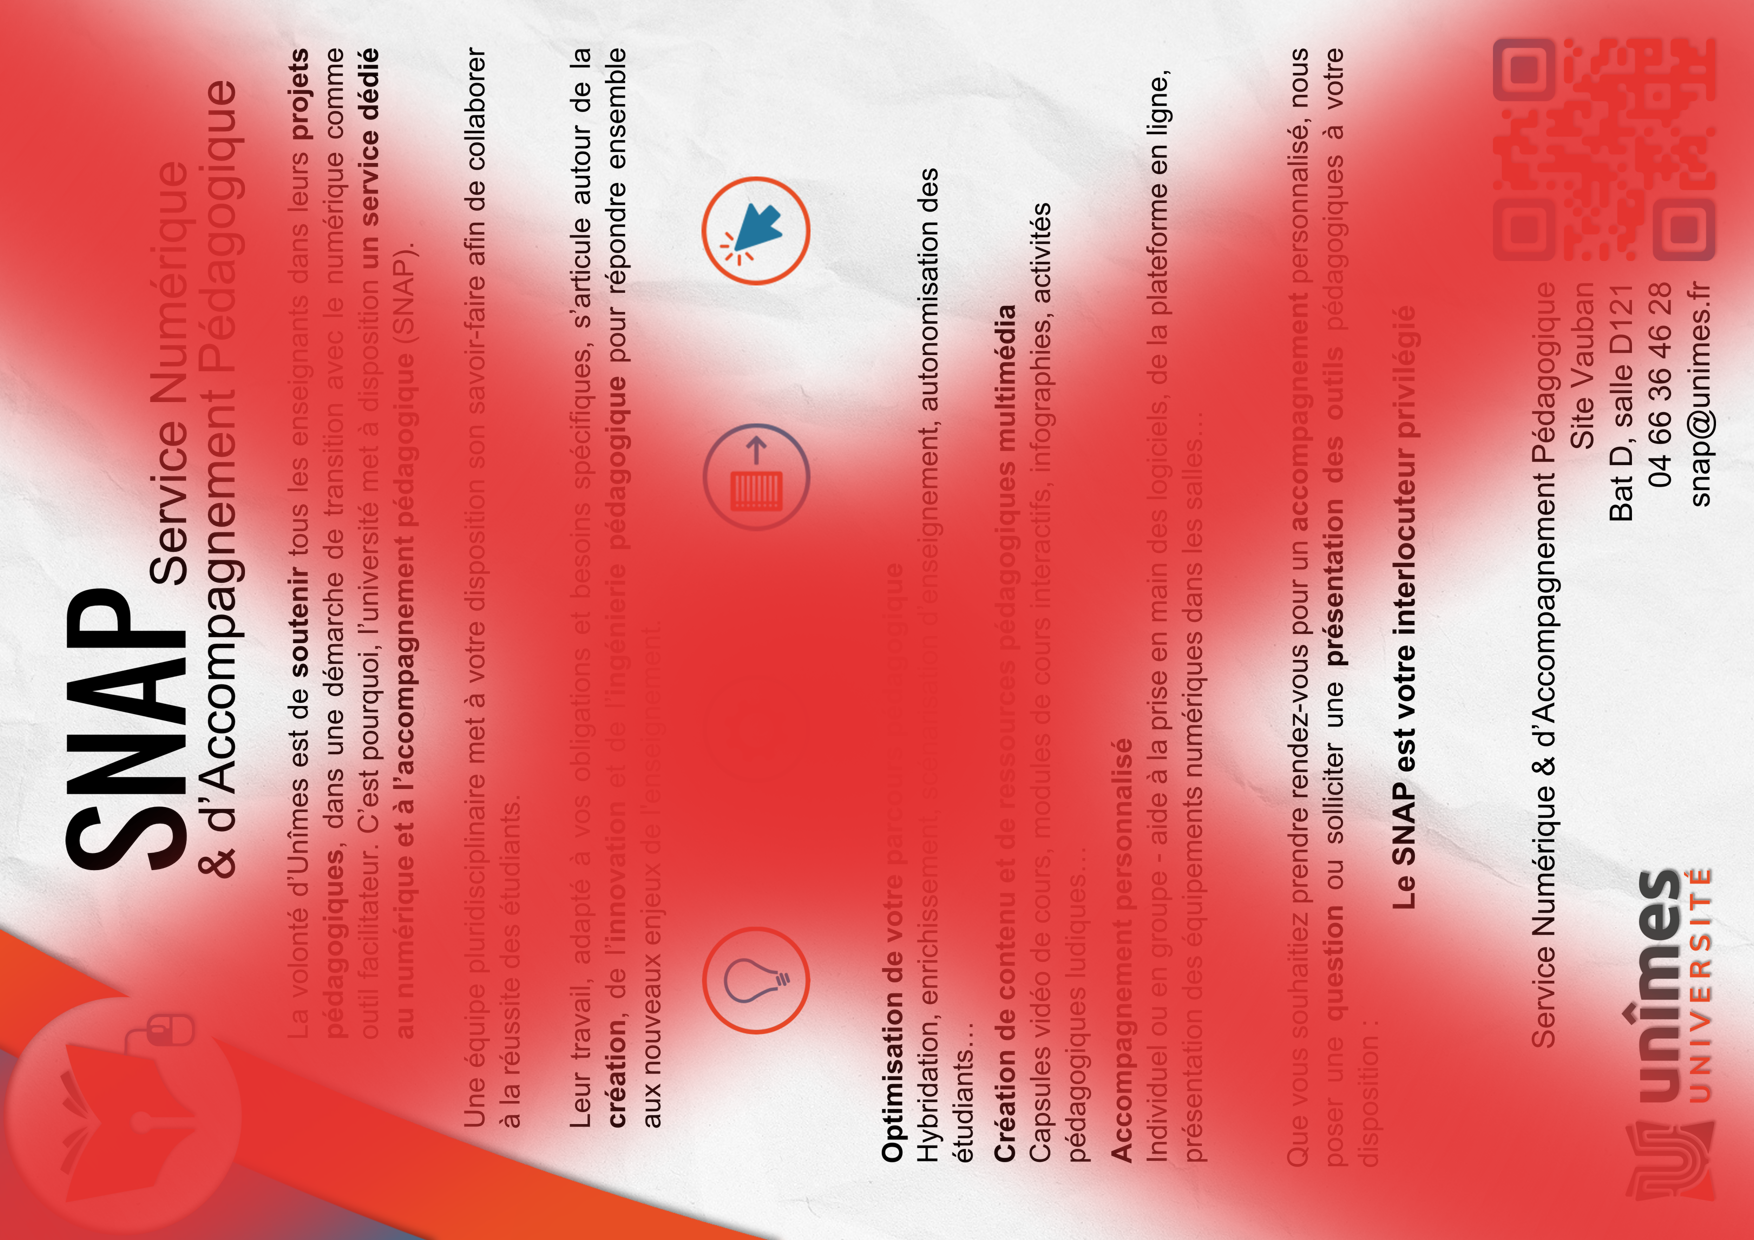 SNAP
Service Numérique
& d'Accompagnement Pédagogique
La volonté d'Unîmes est de soutenir tous les enseignants dans leurs projets
pédagogiques, dans une démarche de transition avec le numérique comme
outil facilitateur. C'est pourquoi, l'université met à disposition un service dédié
au numérique et à l'accompagnement pédagogique (SNAP).
Une équipe pluridisciplinaire met à votre disposition son savoir-faire afin de collaborer
à la réussite des étudiants.
Leur travail, adapté à vos obligations et besoins spécifiques, s'articule autour de la
création, de l'innovation et de l'ingénierie pédagogique pour répondre ensemble
aux nouveaux enjeux de l'enseignement.
Optimisation de votre parcours pédagogique
Hybridation, enrichissement, scénarisation d'enseignement, autonomisation des
étudiants…
Création de contenu et de ressources pédagogiques multimédia
Capsules vidéo de cours, modules de cours interactifs, infographies, activités
pédagogiques ludiques…
Accompagnement personnalisé
Individuel ou en groupe - aide à la prise en main des logiciels, de la plateforme en ligne,
présentation des équipements numériques dans les salles…
Que vous souhaitiez prendre rendez-vous pour un accompagnement personnalisé, nous
poser une question ou solliciter une présentation des outils pédagogiques à votre
disposition :
Le SNAP est votre interlocuteur privilégié
Service Numérique & d'Accompagnement Pédagogique
Site Vauban
Bat D, salle D121
04 66 36 46 28
snap@unimes.fr
unîmes
UNIVERSITÉ